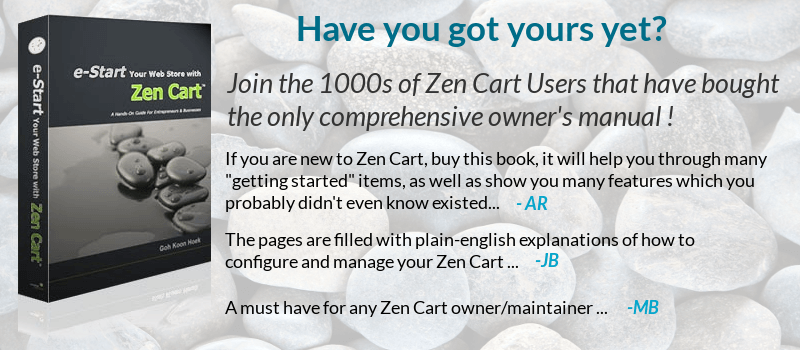 Have you got yours yet?
Join the 1000s of Zen Cart Users that have bought
the only comprehensive owner's manual !
If you are new to Zen Cart, buy this book, it will help you through many
"getting started" items, as well as show you many features which you
probably didn't even know existed... - AR
The pages are filled with plain-english explanations of how to
configure and manage your Zen Cart ... -JB
A must have for any Zen Cart owner/maintainer ... -MB
e-Start Your Web Store with
Zen Cart™
A Hands-On Guide For Entrepreneurs & Businesses
Goh Koon Hoek
e-Start Your Web Store with Zen Cart™